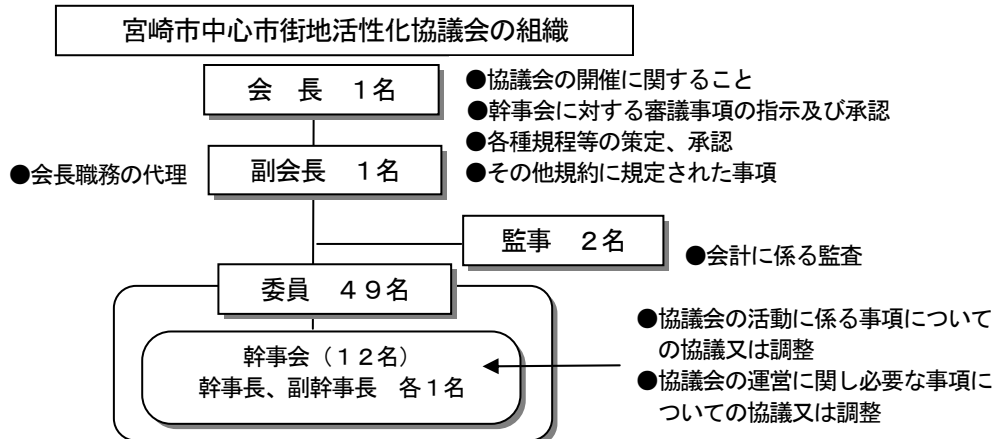 宮崎市中心市街地活性化協議会の組織
会　長　１名
●協議会の開催に関すること
●幹事会に対する審議事項の指示及び承認
●各種規程等の策定、承認
●その他規約に規定された事項
●会長職務の代理
副会長　１名
監事　２名
●会計に係る監査
委員　４９名
幹事会（１２名）
幹事長、副幹事長　各１名
●協議会の活動に係る事項について
の協議又は調整
●協議会の運営に関し必要な事項に
ついての協議又は調整